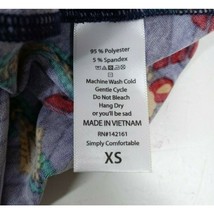 95 % Polyester
5 % Spandex
Machine Wash Cold
Gentle Cycle
Do Not Bleach
Hang Dry
or you'll be sorry
MADE IN VIETNAM
RN#142161
Simply Comfortable
XS